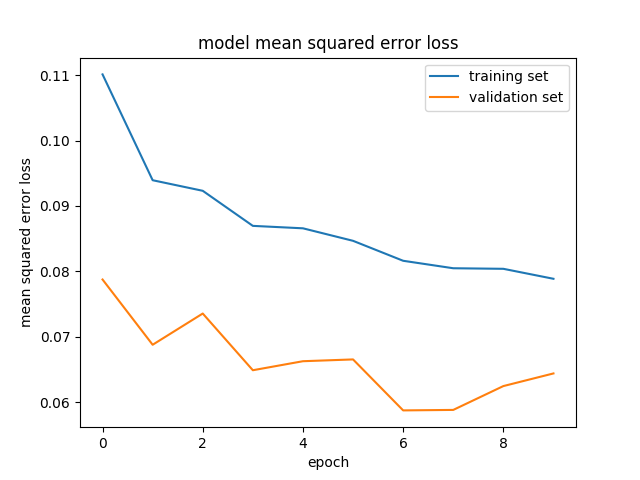 model mean squared error loss
training set
validation set
mean squared error loss
0.11
0.10
0.09
0.08
0.07
0.06
0
2
4
6
8
epoch